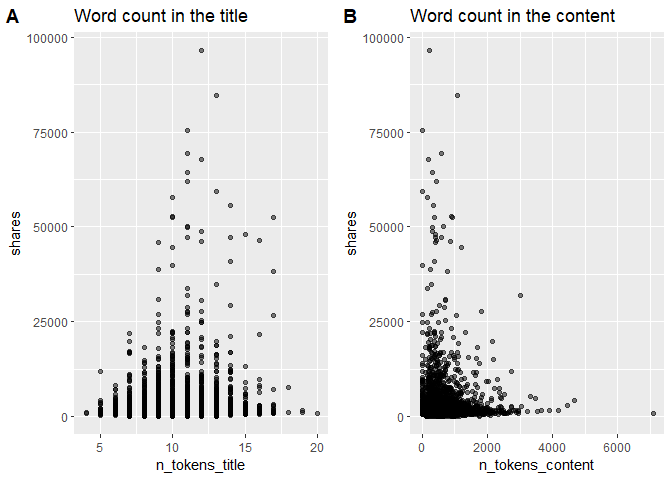 A
Word count in the title
100000
75000
50000
25000
0
shares
5
10
15
20
n_tokens_title
B
Word count in the content
100000
75000
50000
25000
0
shares
0
2000
4000
6000
n_tokens_content